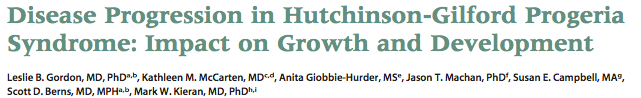 Disease Progression in Hutchinson-Gilford Progeria
Syndrome: Impact on Growth and Development
Leslie B. Gordon, MD, PhDa,b, Kathleen M. McCarten, MDc,d, Anita Giobbie-Hurder, MSe, Jason T. Machan, PhDf, Susan E. Campbell, MAg,
Scott D. Berns, MD, MPHa,b, Mark W. Kieran, MD, PhDh,i